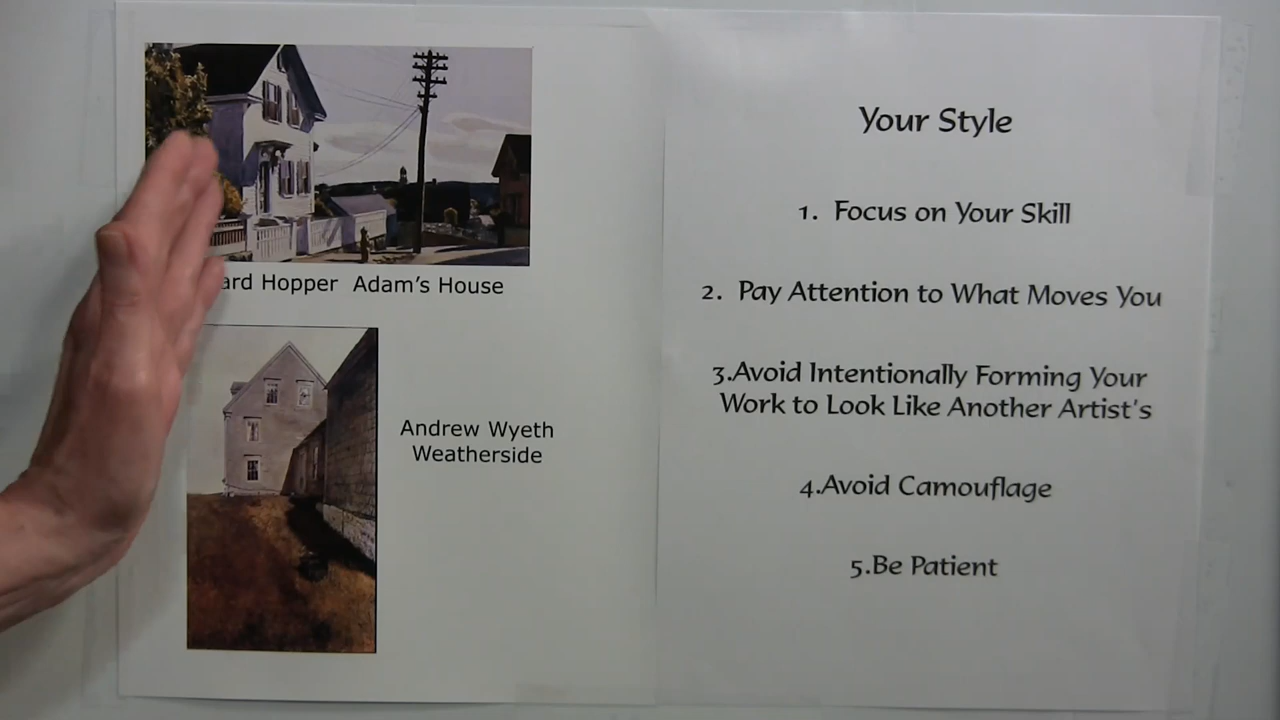 ard Hopper Adam's House
Andrew Wyeth
Weatherside
Your Style
1. Focus on Your Skill
2. Pay Attention to What Moves You
3.Avoid Intentionally Forming Your
Work to Look Like Another Artist's
4.Avoid Camouflage
5.Be Patient